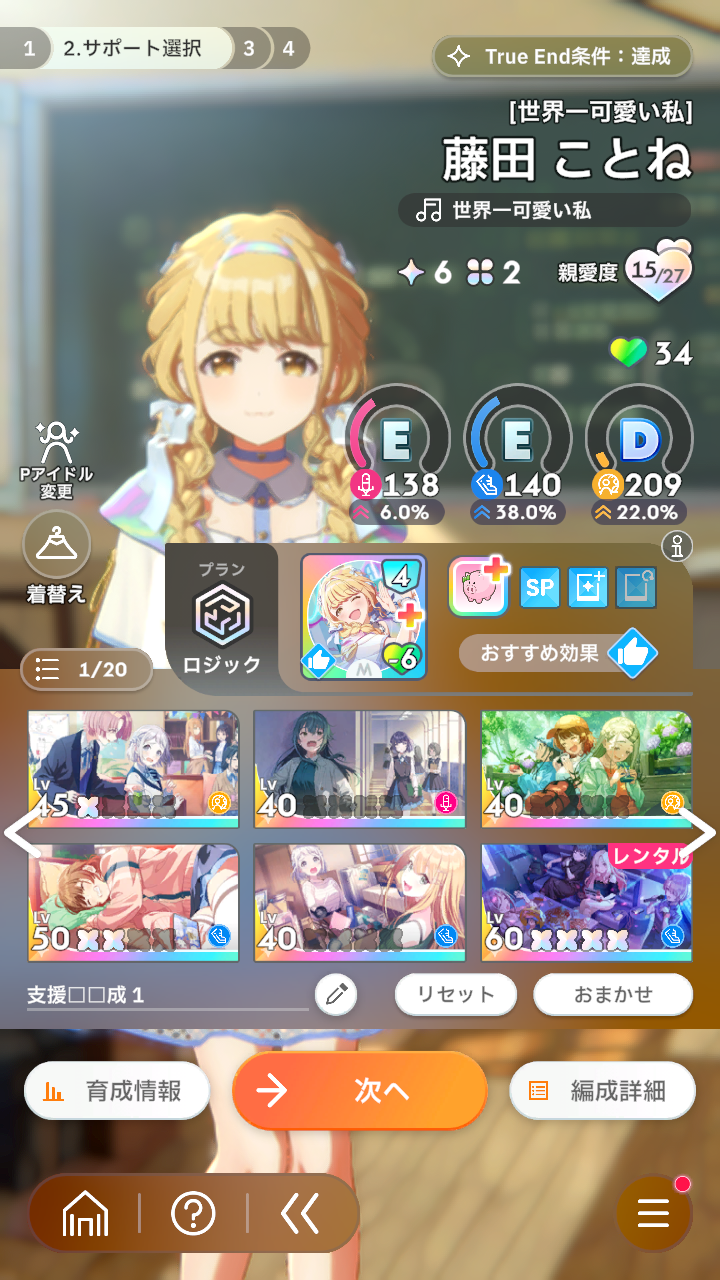 1
2.サポート選択
3
4
True End条件：達成
[世界一可愛い私]
藤田 ことね
世界一可愛い私
6
2
親愛度
15/27
34
E
E
D
138
140
209
6.0%
38.0%
22.0%
Pアイドル
変更
着替え
プラン
ロジック
4
-6
M
SP
おすすめ効果
1/20
Lv
45
Lv
40
Lv
40
Lv
50
Lv
40
レンタル
Lv
60
支援□□成 1
リセット
おまかせ
育成情報
次へ
編成詳細
?